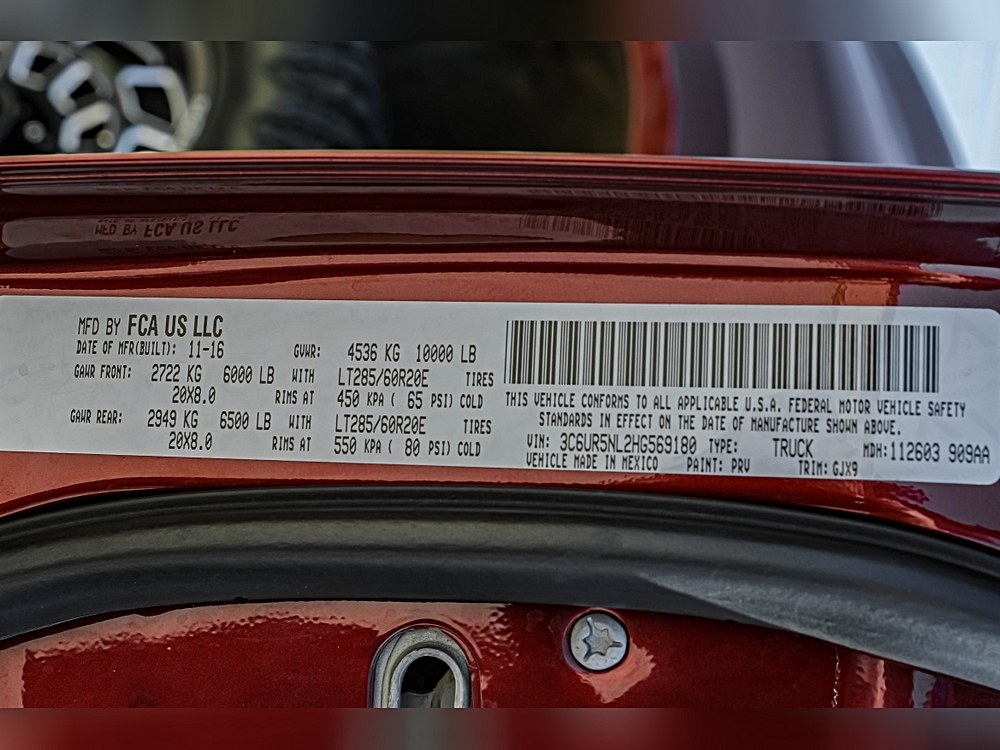 MFD BY FCA US LLC
DATE OF MFR(BUILT): 11-16 GVWR: 4536 KG 10000 LB
GAWR FRONT: 2722 KG 6000 LB WITH LT285/60R20E TIRES
20X8.0 RIMS AT 450 KPA ( 65 PSI) COLD
GAWR REAR: 2949 KG 6500 LB WITH LT285/60R20E TIRES
20X8.0 RIMS AT 550 KPA ( 80 PSI) COLD
THIS VEHICLE CONFORMS TO ALL APPLICABLE U.S.A. FEDERAL MOTOR VEHICLE SAFETY
STANDARDS IN EFFECT ON THE DATE OF MANUFACTURE SHOWN ABOVE.
VIN: 3C6UR5NL2HG569180 TYPE: TRUCK MDH:112603 909AA
VEHICLE MADE IN MEXICO PAINT: PRV TRIM: GJX9